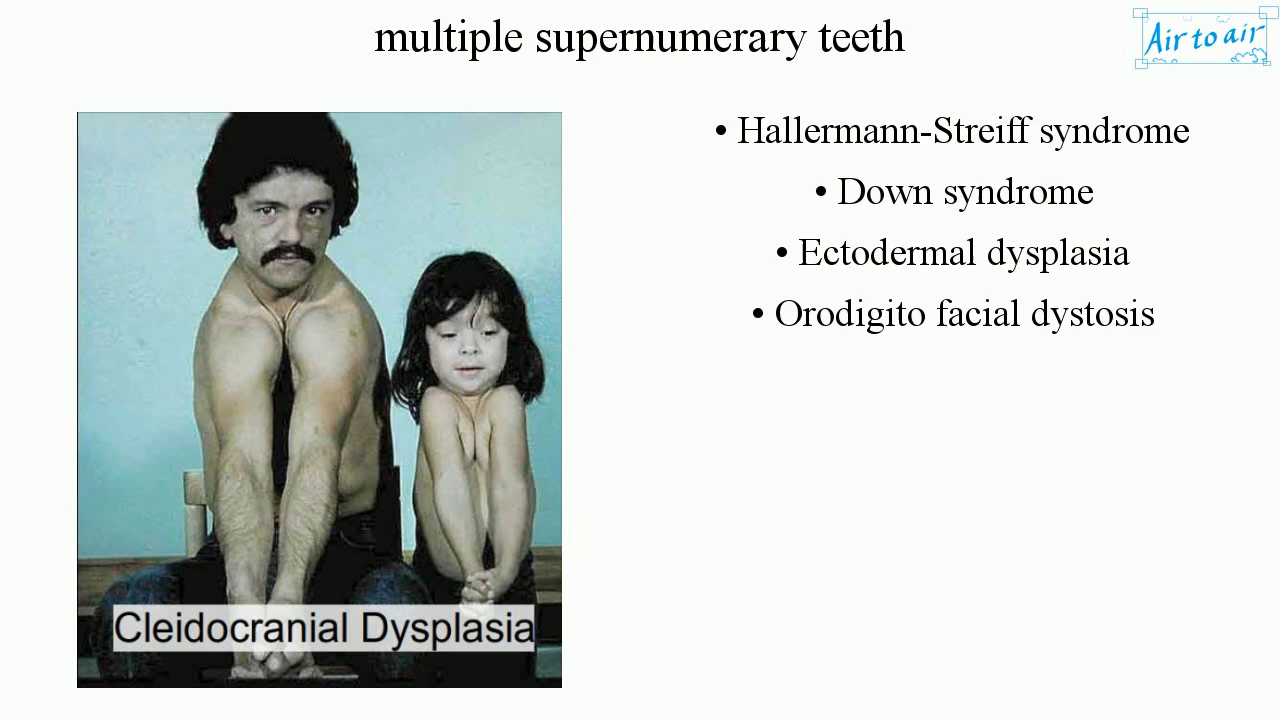 multiple supernumerary teeth
Air to air
• Hallermann-Streiff syndrome
• Down syndrome
• Ectodermal dysplasia
• Orodigito facial dystosis
Cleidocranial Dysplasia